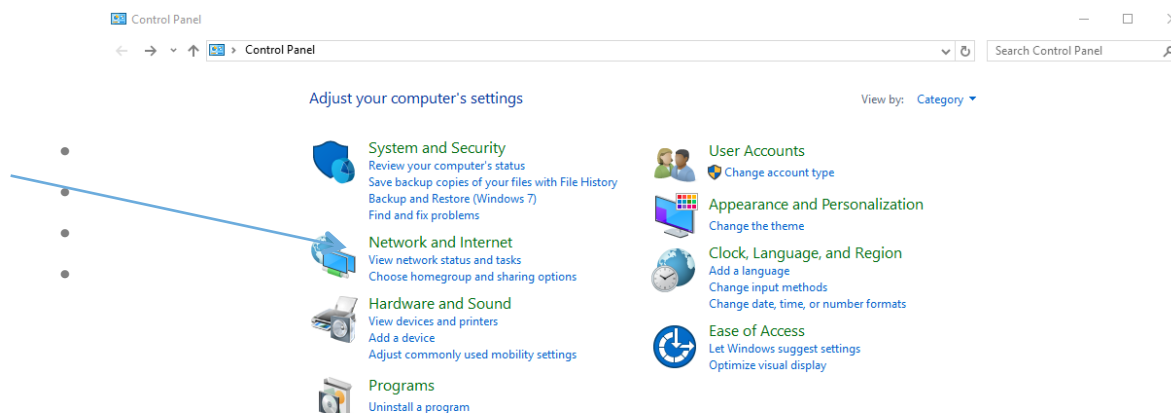 Control Panel
Control Panel
Search Control Panel
Adjust your computer's settings
View by: Category
System and Security
Review your computer's status
Save backup copies of your files with File History
Backup and Restore (Windows 7)
Find and fix problems
Network and Internet
View network status and tasks
Choose homegroup and sharing options
Hardware and Sound
View devices and printers
Add a device
Adjust commonly used mobility settings
Programs
Uninstall a program
User Accounts
Change account type
Appearance and Personalization
Change the theme
Clock, Language, and Region
Add a language
Change input methods
Change date, time, or number formats
Ease of Access
Let Windows suggest settings
Optimize visual display